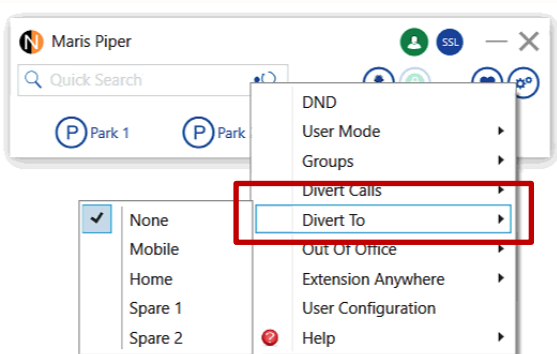 N Maris Piper SSL
Quick Search
P Park 1 P Park
DND
User Mode
Groups
Divert Calls
Divert To
Out Of Office
Extension Anywhere
User Configuration
? Help
None
Mobile
Home
Spare 1
Spare 2